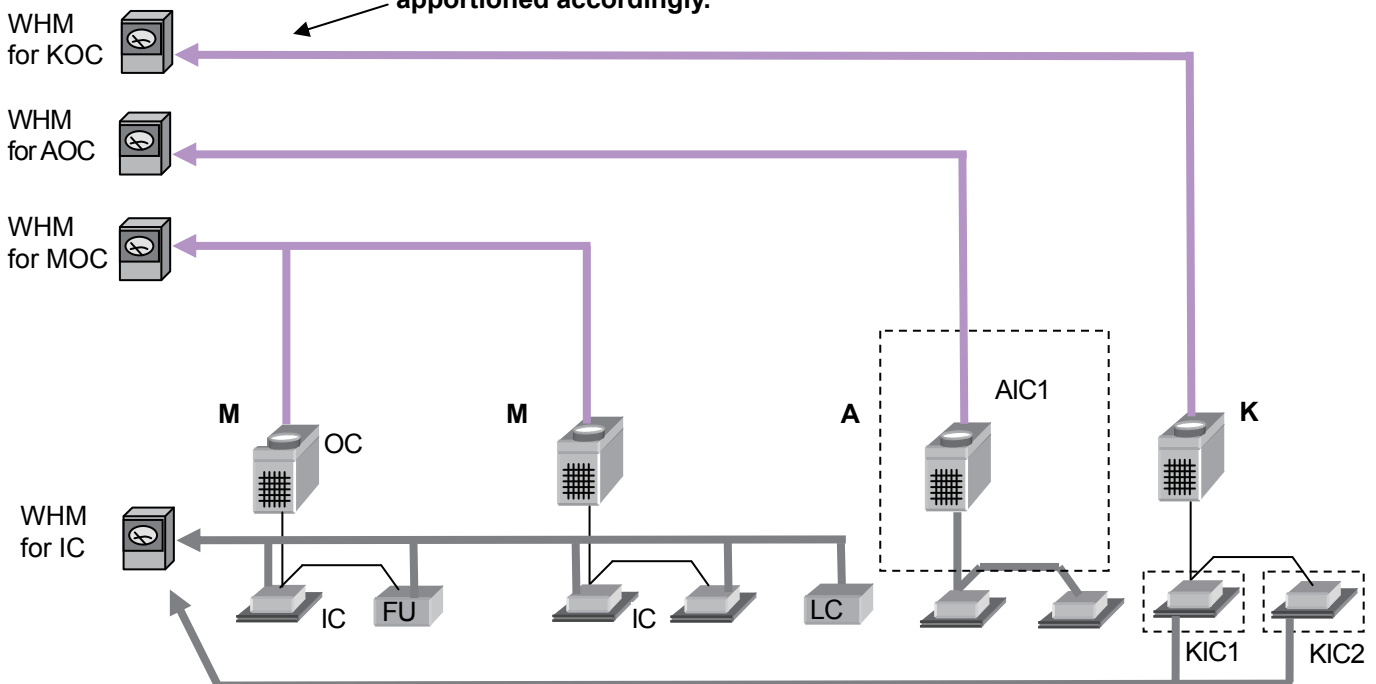 apportioned accordingly.
WHM
for KOC
WHM
for AOC
WHM
for MOC
M
OC
M
A
AIC1
K
WHM
for IC
IC
FU
IC
LC
KIC1
KIC2